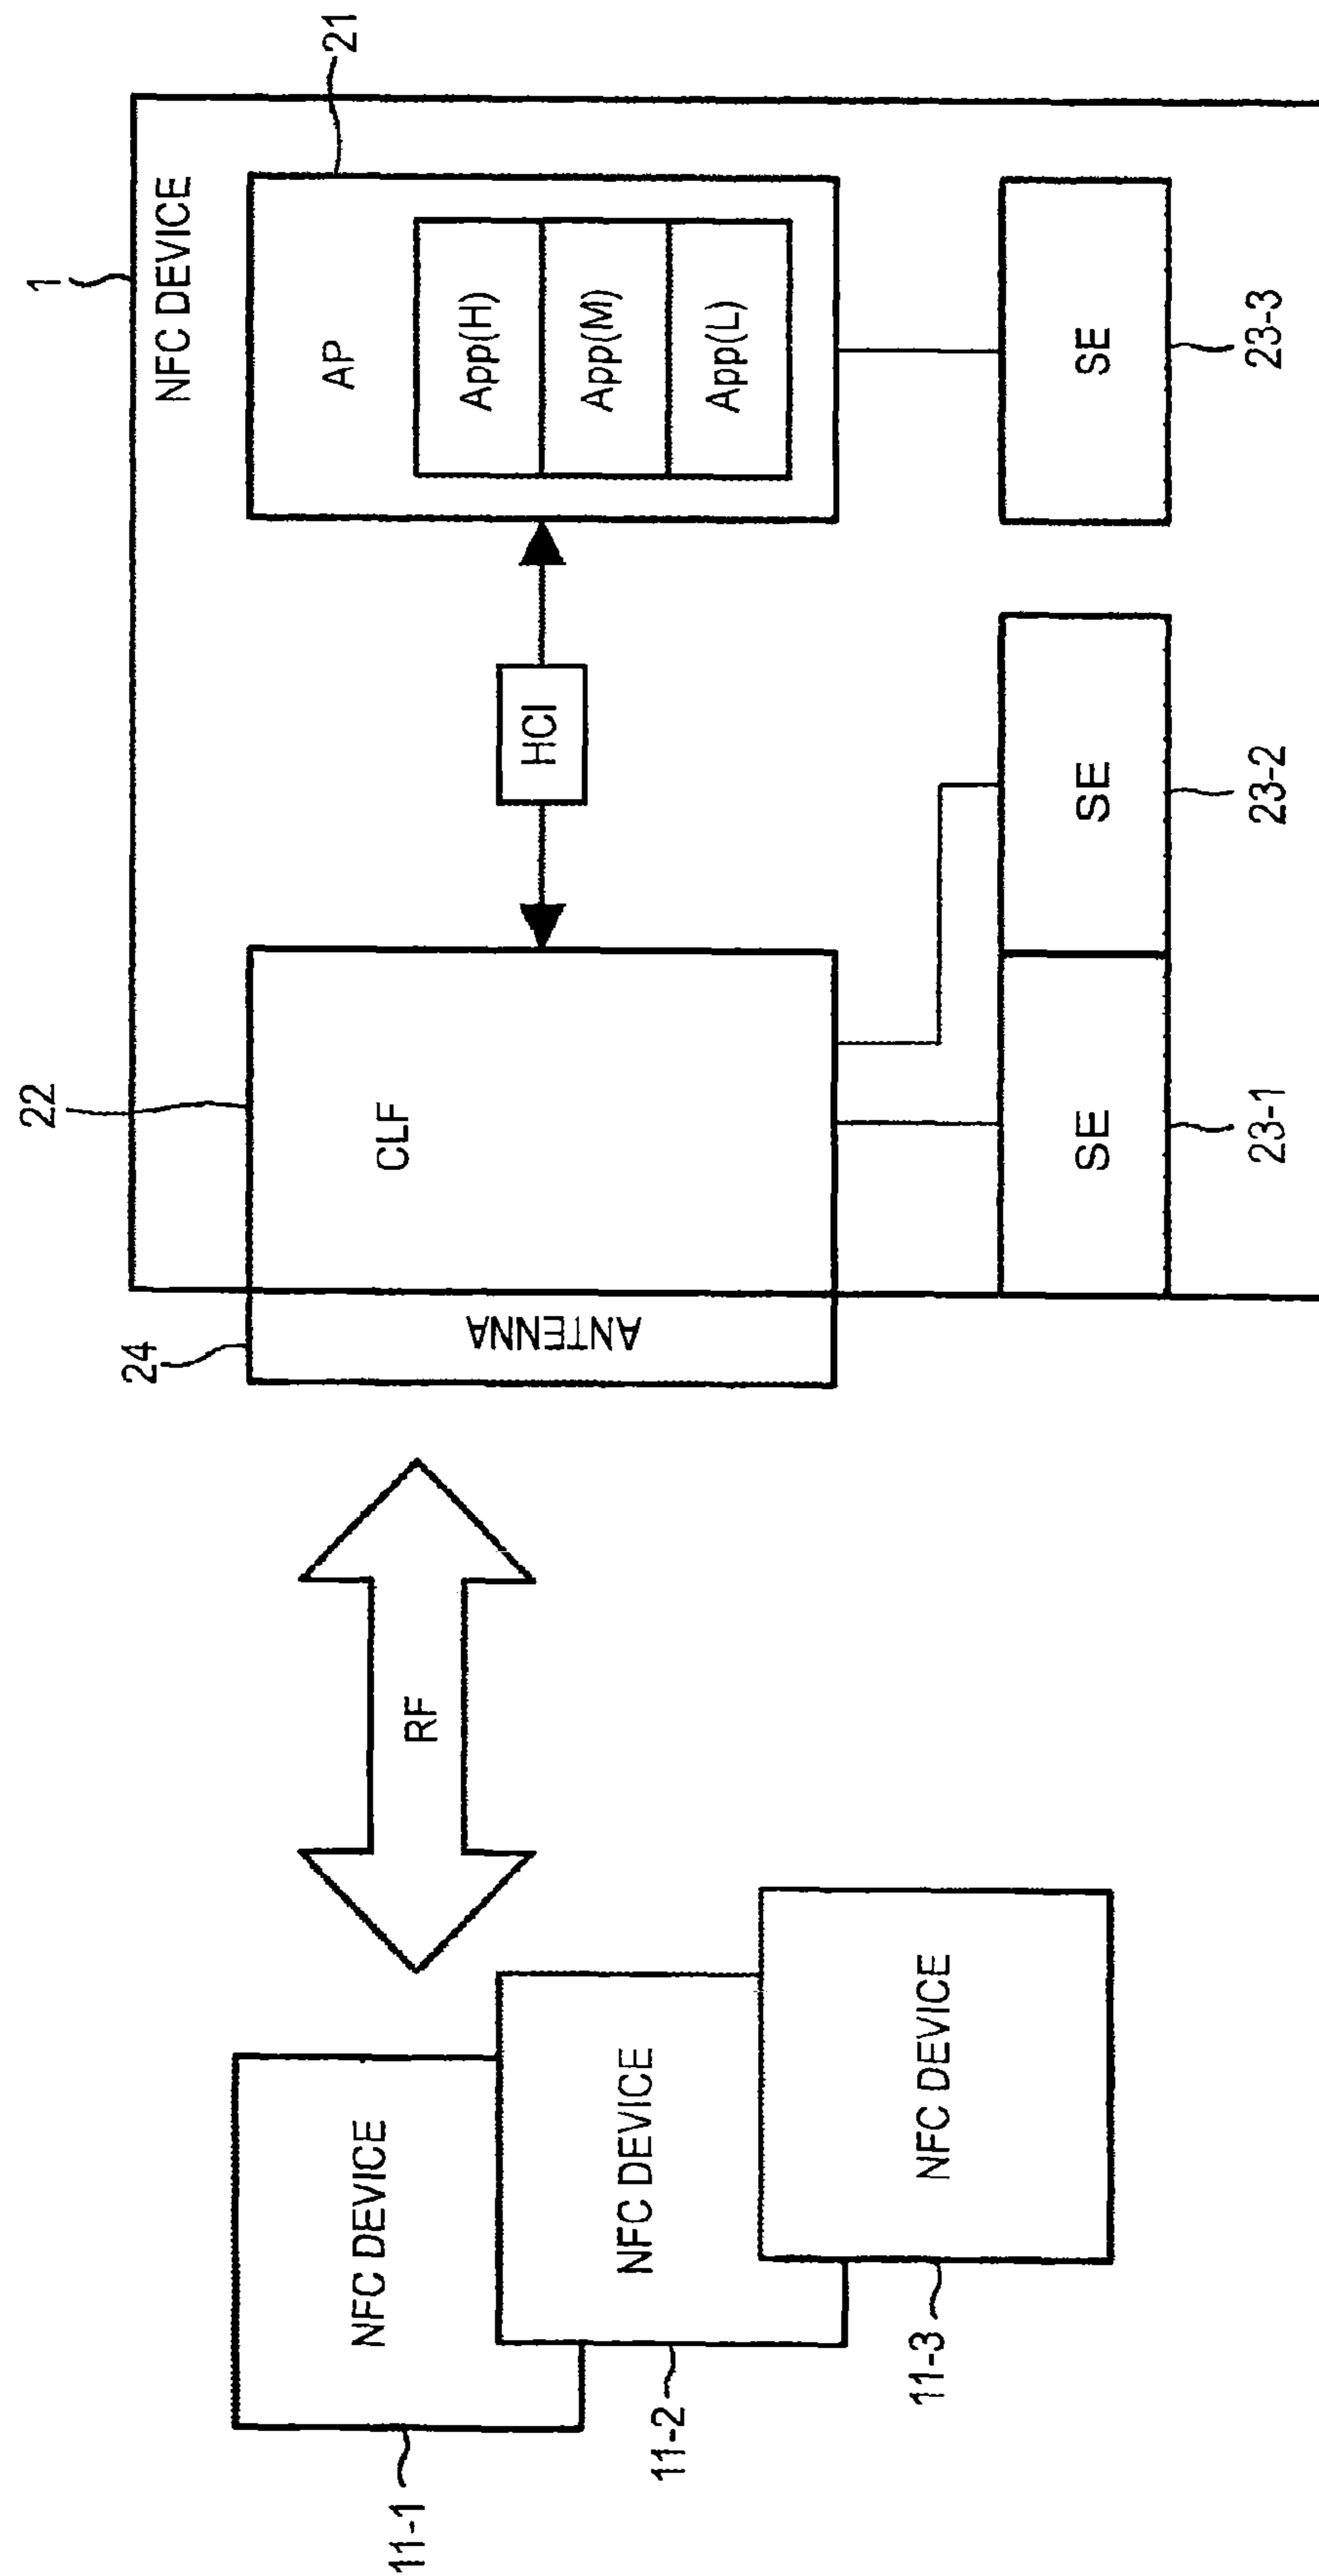 1
NFC DEVICE
21
AP
App(H)
App(M)
App(L)
HCI
22
CLF
24
ANTENNA
SE
23-1
SE
23-2
SE
23-3
RF
NFC DEVICE
11-1
NFC DEVICE
11-2
NFC DEVICE
11-3